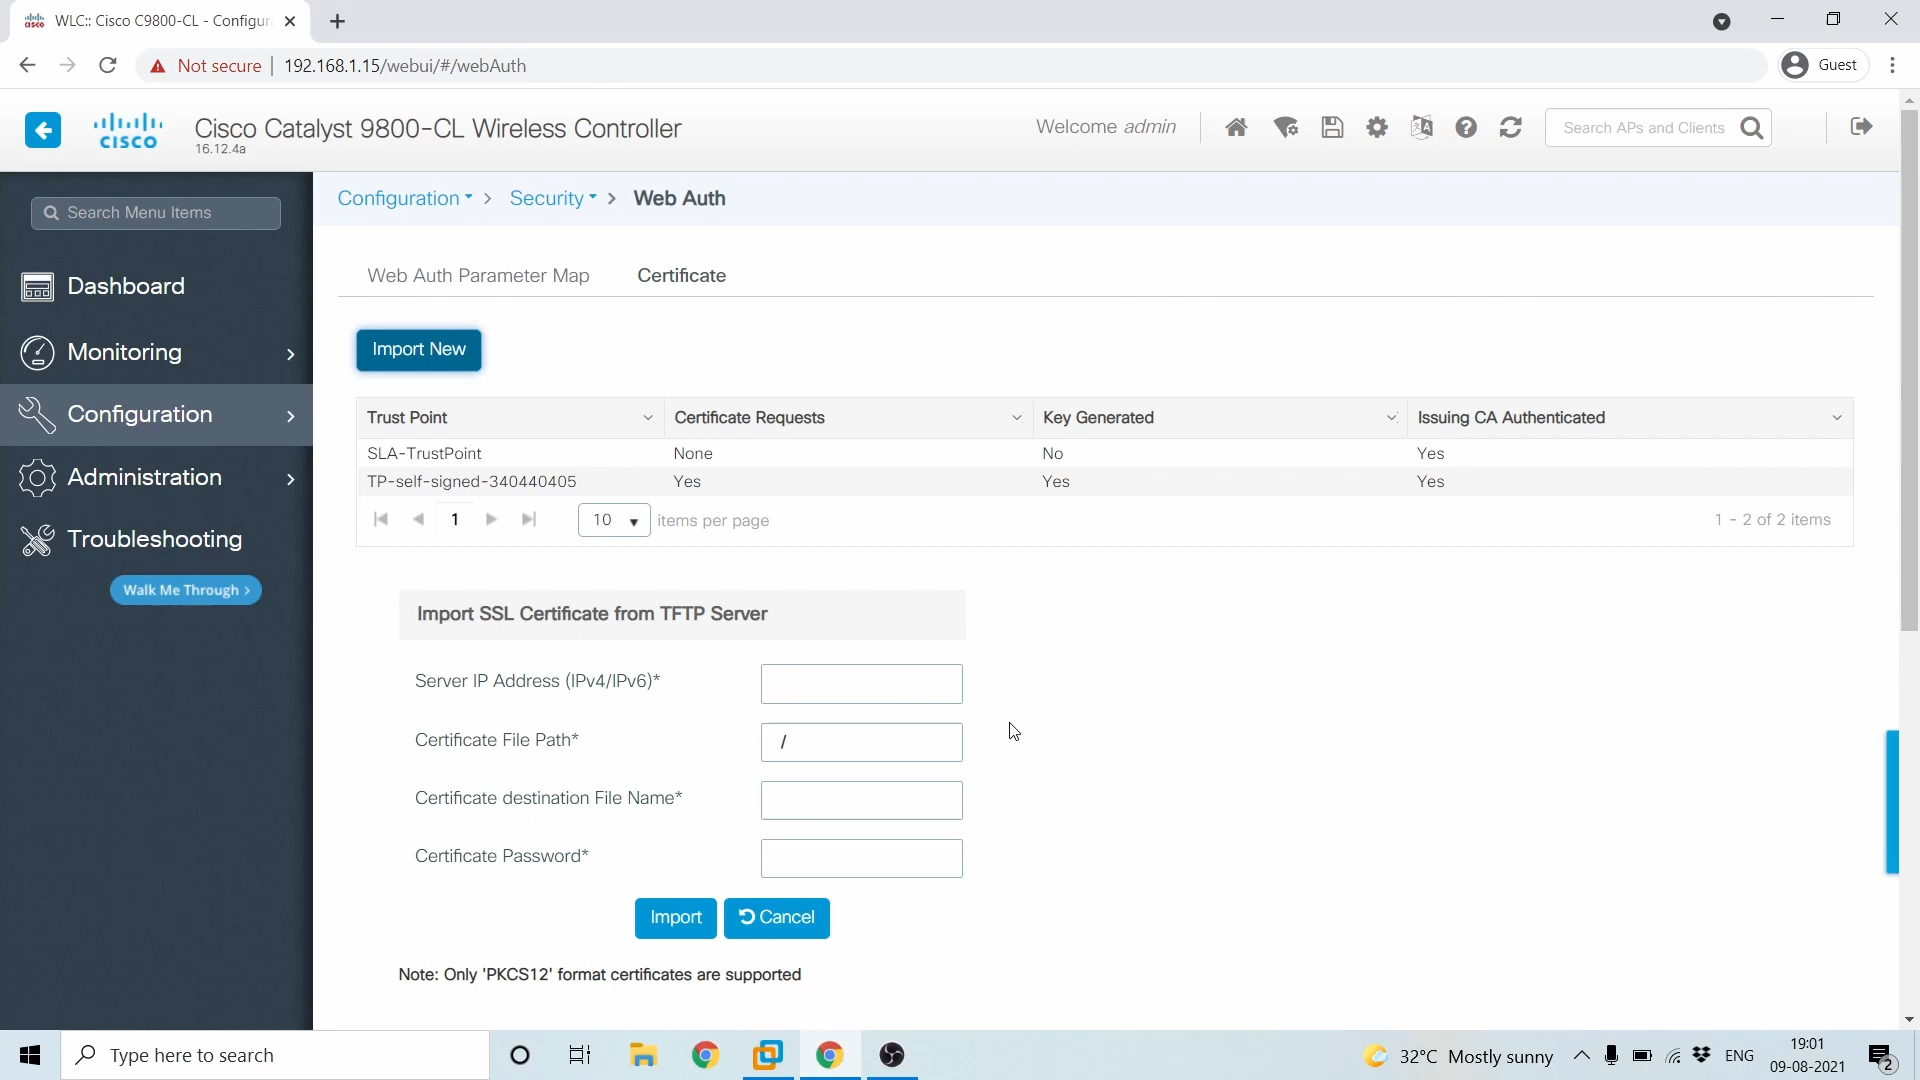 WLC:: Cisco C9800-CL - Configur
Not secure | 192.168.1.15/webui/#/webAuth
Guest
CISCO
Cisco Catalyst 9800-CL Wireless Controller
16.12.4a
Welcome admin
Search APs and Clients
Search Menu Items
Configuration > Security > Web Auth
Dashboard
Monitoring
Configuration
Administration
Troubleshooting
Walk Me Through >
Web Auth Parameter Map
Certificate
Import New
Trust Point Certificate Requests Key Generated Issuing CA Authenticated
SLA-TrustPoint None No Yes
TP-self-signed-340440405 Yes Yes Yes
1 10 items per page 1 - 2 of 2 items
Import SSL Certificate from TFTP Server
Server IP Address (IPv4/IPv6)*
Certificate File Path* /
Certificate destination File Name*
Certificate Password*
Import Cancel
Note: Only 'PKCS12' format certificates are supported
Type here to search
32°C Mostly sunny
ENG
19:01
09-08-2021
2